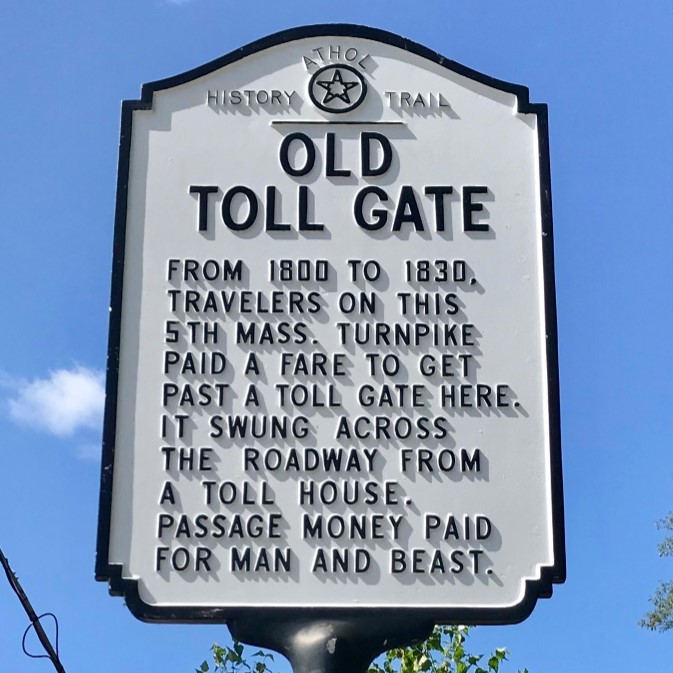 ATHOL
HISTORY TRAIL
OLD
TOLL GATE
FROM 1800 TO 1830,
TRAVELERS ON THIS
5TH MASS. TURNPIKE
PAID A FARE TO GET
PAST A TOLL GATE HERE.
IT SWUNG ACROSS
THE ROADWAY FROM
A TOLL HOUSE.
PASSAGE MONEY PAID
FOR MAN AND BEAST.